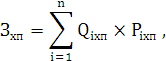 З_хп = ∑_{i=1}^{n} Q_iхп × P_iхп ,